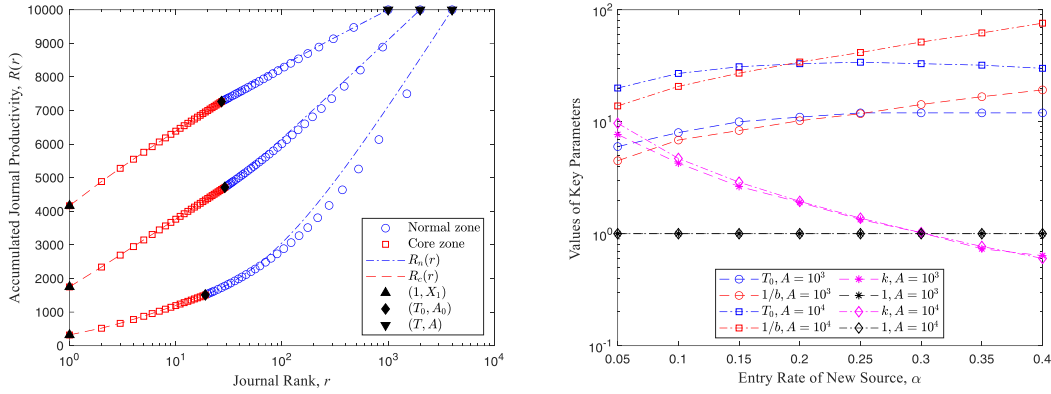 Accumulated Journal Productivity, R(r)
10000
9000
8000
7000
6000
5000
4000
3000
2000
1000
0
10^0
10^1
10^2
10^3
10^4
Journal Rank, r
Normal zone
Core zone
R_n(r)
R_c(r)
(1, X_1)
(T_0, A_0)
(T, A)
Values of Key Parameters
10^2
10^1
10^0
10^-1
0.05
0.1
0.15
0.2
0.25
0.3
0.35
0.4
Entry Rate of New Source, α
T_0, A = 10^3
1/b, A = 10^3
T_0, A = 10^4
1/b, A = 10^4
k, A = 10^3
1, A = 10^3
k, A = 10^4
1, A = 10^4